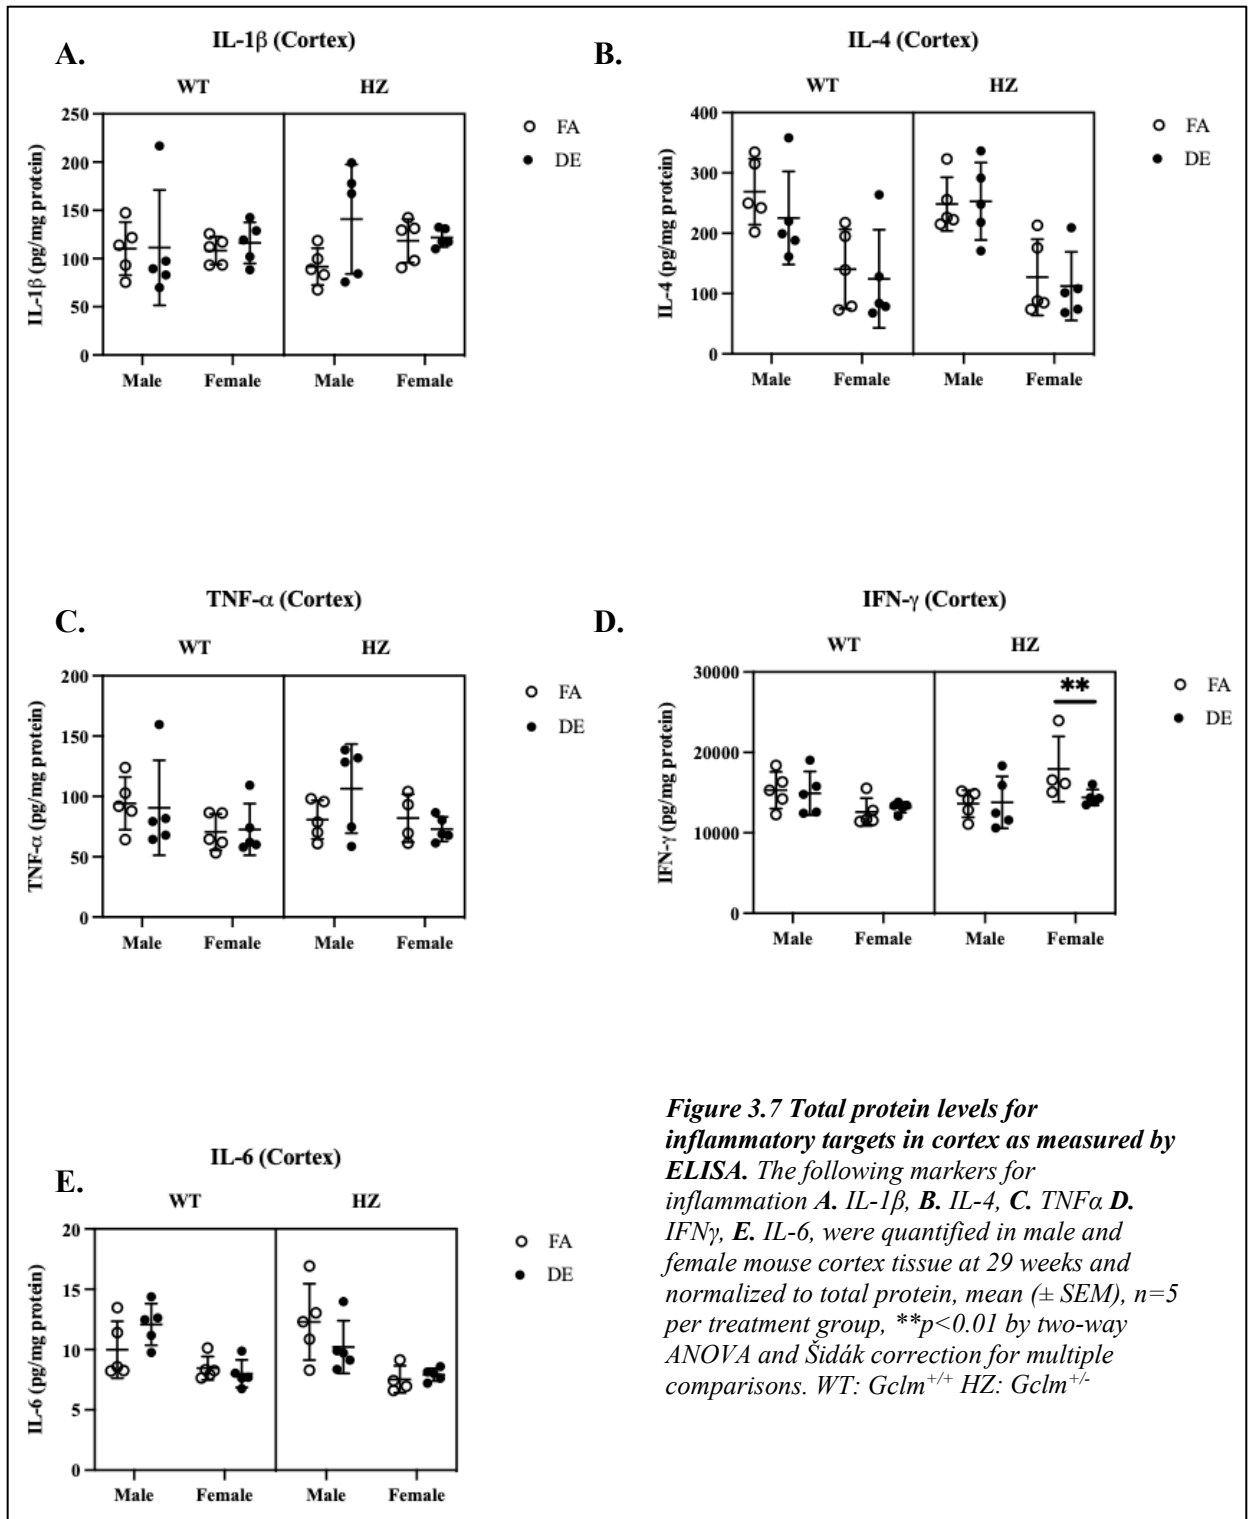 IL-1β (Cortex)
A.
WT HZ
250
200
150
100
50
0
IL-1β (pg/mg protein)
Male Female Male Female
FA
DE
IL-4 (Cortex)
B.
WT HZ
400
300
200
100
0
IL-4 (pg/mg protein)
Male Female Male Female
FA
DE
TNF-α (Cortex)
C.
WT HZ
200
150
100
50
0
TNF-α (pg/mg protein)
Male Female Male Female
FA
DE
IFN-γ (Cortex)
D.
WT HZ
30000
20000
10000
0
IFN-γ (pg/mg protein)
**
Male Female Male Female
FA
DE
IL-6 (Cortex)
E.
WT HZ
20
15
10
5
0
IL-6 (pg/mg protein)
Male Female Male Female
FA
DE
Figure 3.7 Total protein levels for
inflammatory targets in cortex as measured by
ELISA. The following markers for
inflammation A. IL-1β, B. IL-4, C. TNFα D.
IFNγ, E. IL-6, were quantified in male and
female mouse cortex tissue at 29 weeks and
normalized to total protein, mean (± SEM), n=5
per treatment group, **p<0.01 by two-way
ANOVA and Šidák correction for multiple
comparisons. WT: Gclm+/+ HZ: Gclm+/-